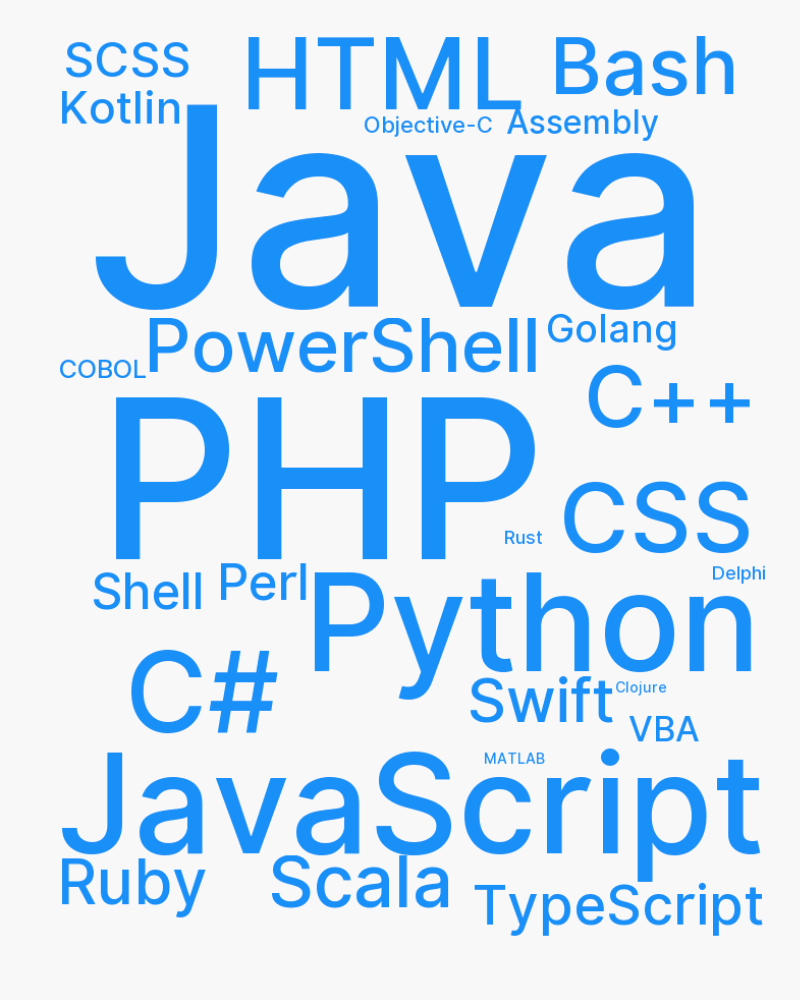 SCSS
HTML
Bash
Kotlin
Objective-C
Assembly
Java
PowerShell
Golang
COBOL
C++
PHP
CSS
Rust
Shell
Perl
Python
Delphi
C#
Swift
Clojure
VBA
JavaScript
MATLAB
Ruby
Scala
TypeScript